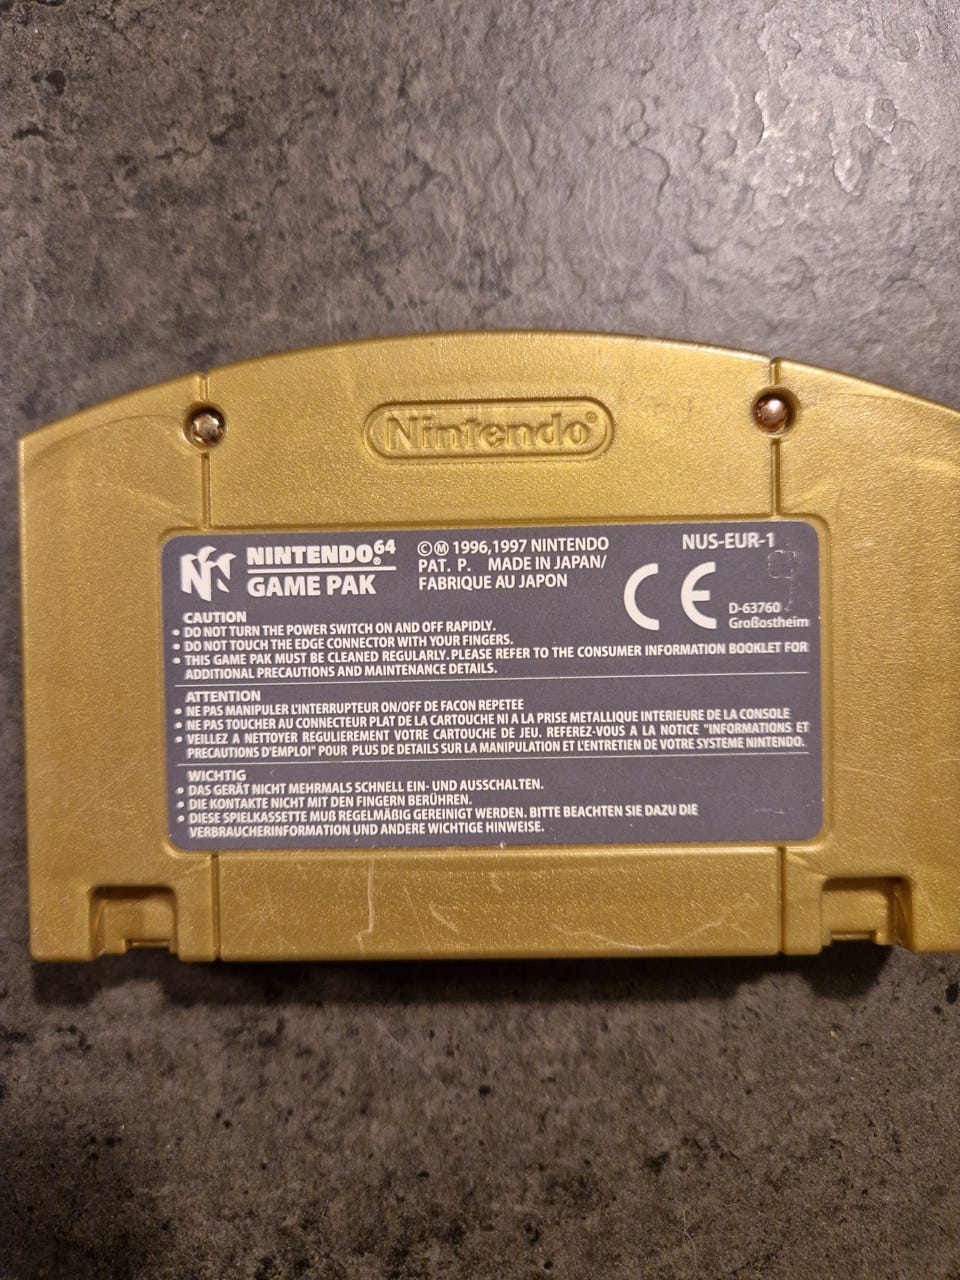 Nintendo®
NINTENDO64®
GAME PAK
©Ⓜ 1996,1997 NINTENDO
PAT. P. MADE IN JAPAN/
FABRIQUE AU JAPON
NUS-EUR-1
CE
D-63760
Großostheim
CAUTION
• DO NOT TURN THE POWER SWITCH ON AND OFF RAPIDLY.
• DO NOT TOUCH THE EDGE CONNECTOR WITH YOUR FINGERS.
• THIS GAME PAK MUST BE CLEANED REGULARLY. PLEASE REFER TO THE CONSUMER INFORMATION BOOKLET FOR
ADDITIONAL PRECAUTIONS AND MAINTENANCE DETAILS.
ATTENTION
• NE PAS MANIPULER L'INTERRUPTEUR ON/OFF DE FACON REPETEE
• NE PAS TOUCHER AU CONNECTEUR PLAT DE LA CARTOUCHE NI A LA PRISE METALLIQUE INTERIEURE DE LA CONSOLE
• VEILLEZ A NETTOYER REGULIEREMENT VOTRE CARTOUCHE DE JEU. REFEREZ-VOUS A LA NOTICE "INFORMATIONS ET
PRECAUTIONS D'EMPLOI" POUR PLUS DE DETAILS SUR LA MANIPULATION ET L'ENTRETIEN DE VOTRE SYSTEME NINTENDO.
WICHTIG
• DAS GERÄT NICHT MEHRMALS SCHNELL EIN- UND AUSSCHALTEN.
• DIE KONTAKTE NICHT MIT DEN FINGERN BERÜHREN.
• DIESE SPIELKASSETTE MUß REGELMÄßIG GEREINIGT WERDEN. BITTE BEACHTEN SIE DAZU DIE
VERBRAUCHERINFORMATION UND ANDERE WICHTIGE HINWEISE.